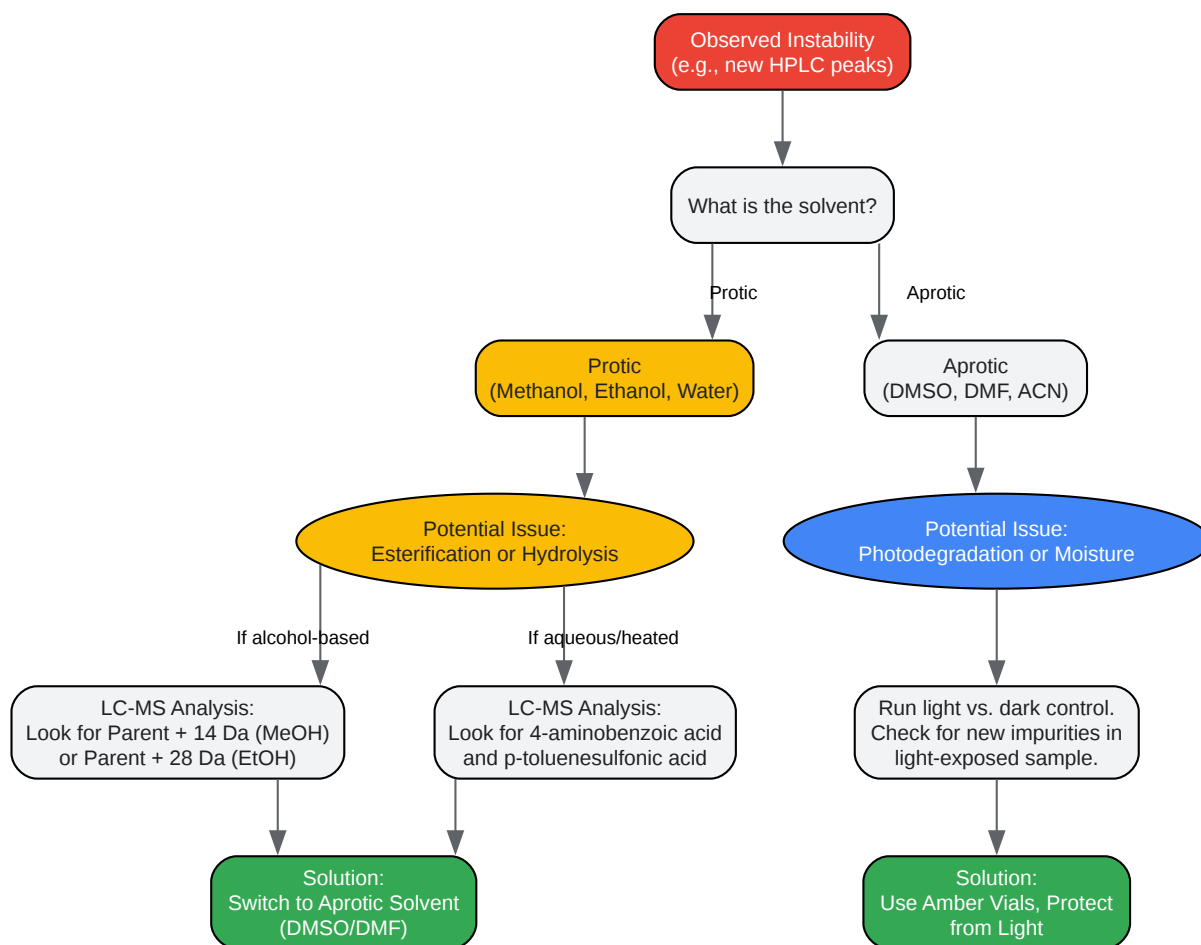 Observed Instability
(e.g., new HPLC peaks)
What is the solvent?
Protic
Aprotic
Protic
(Methanol, Ethanol, Water)
Aprotic
(DMSO, DMF, ACN)
Potential Issue:
Esterification or Hydrolysis
Potential Issue:
Photodegradation or Moisture
If alcohol-based
If aqueous/heated
LC-MS Analysis:
Look for Parent + 14 Da (MeOH)
or Parent + 28 Da (EtOH)
LC-MS Analysis:
Look for 4-aminobenzoic acid
and p-toluenesulfonic acid
Run light vs. dark control.
Check for new impurities in
light-exposed sample.
Solution:
Switch to Aprotic Solvent
(DMSO/DMF)
Solution:
Use Amber Vials, Protect
from Light